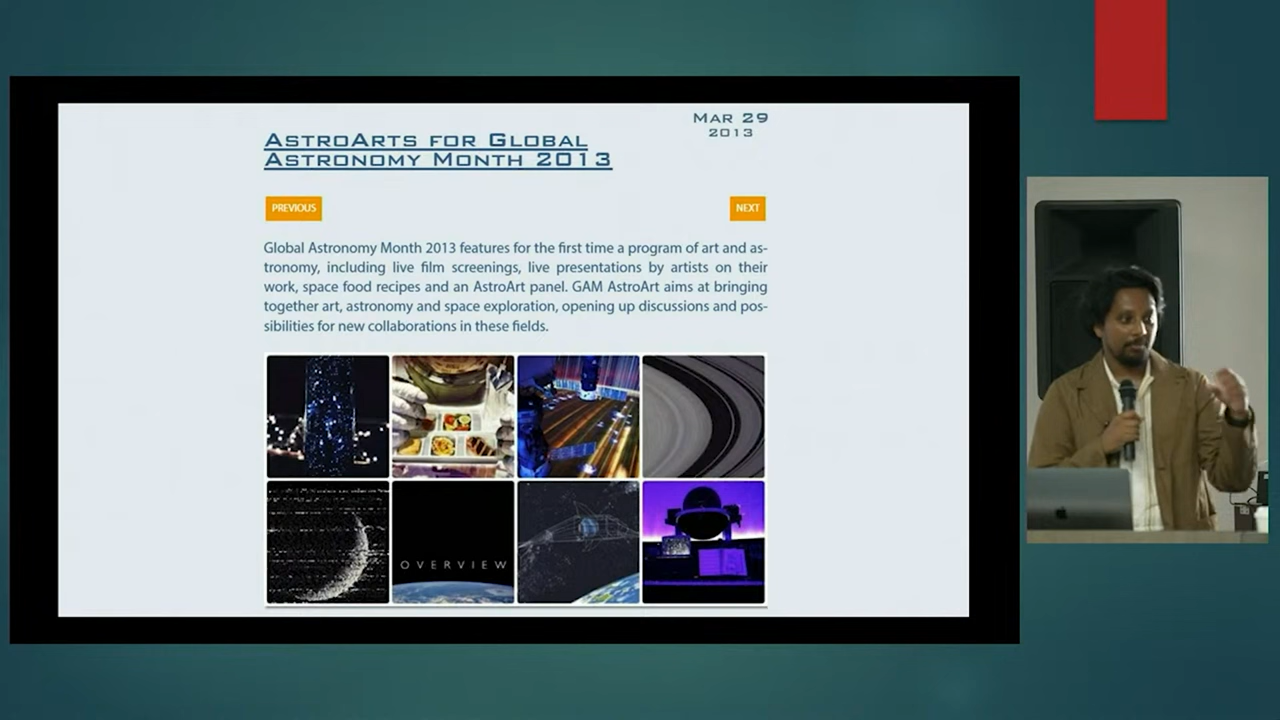 MAR 29
2013
ASTROARTS FOR GLOBAL
ASTRONOMY MONTH 2013
PREVIOUS
NEXT
Global Astronomy Month 2013 features for the first time a program of art and as-
tronomy, including live film screenings, live presentations by artists on their
work, space food recipes and an AstroArt panel. GAM AstroArt aims at bringing
together art, astronomy and space exploration, opening up discussions and pos-
sibilities for new collaborations in these fields.
OVERVIEW